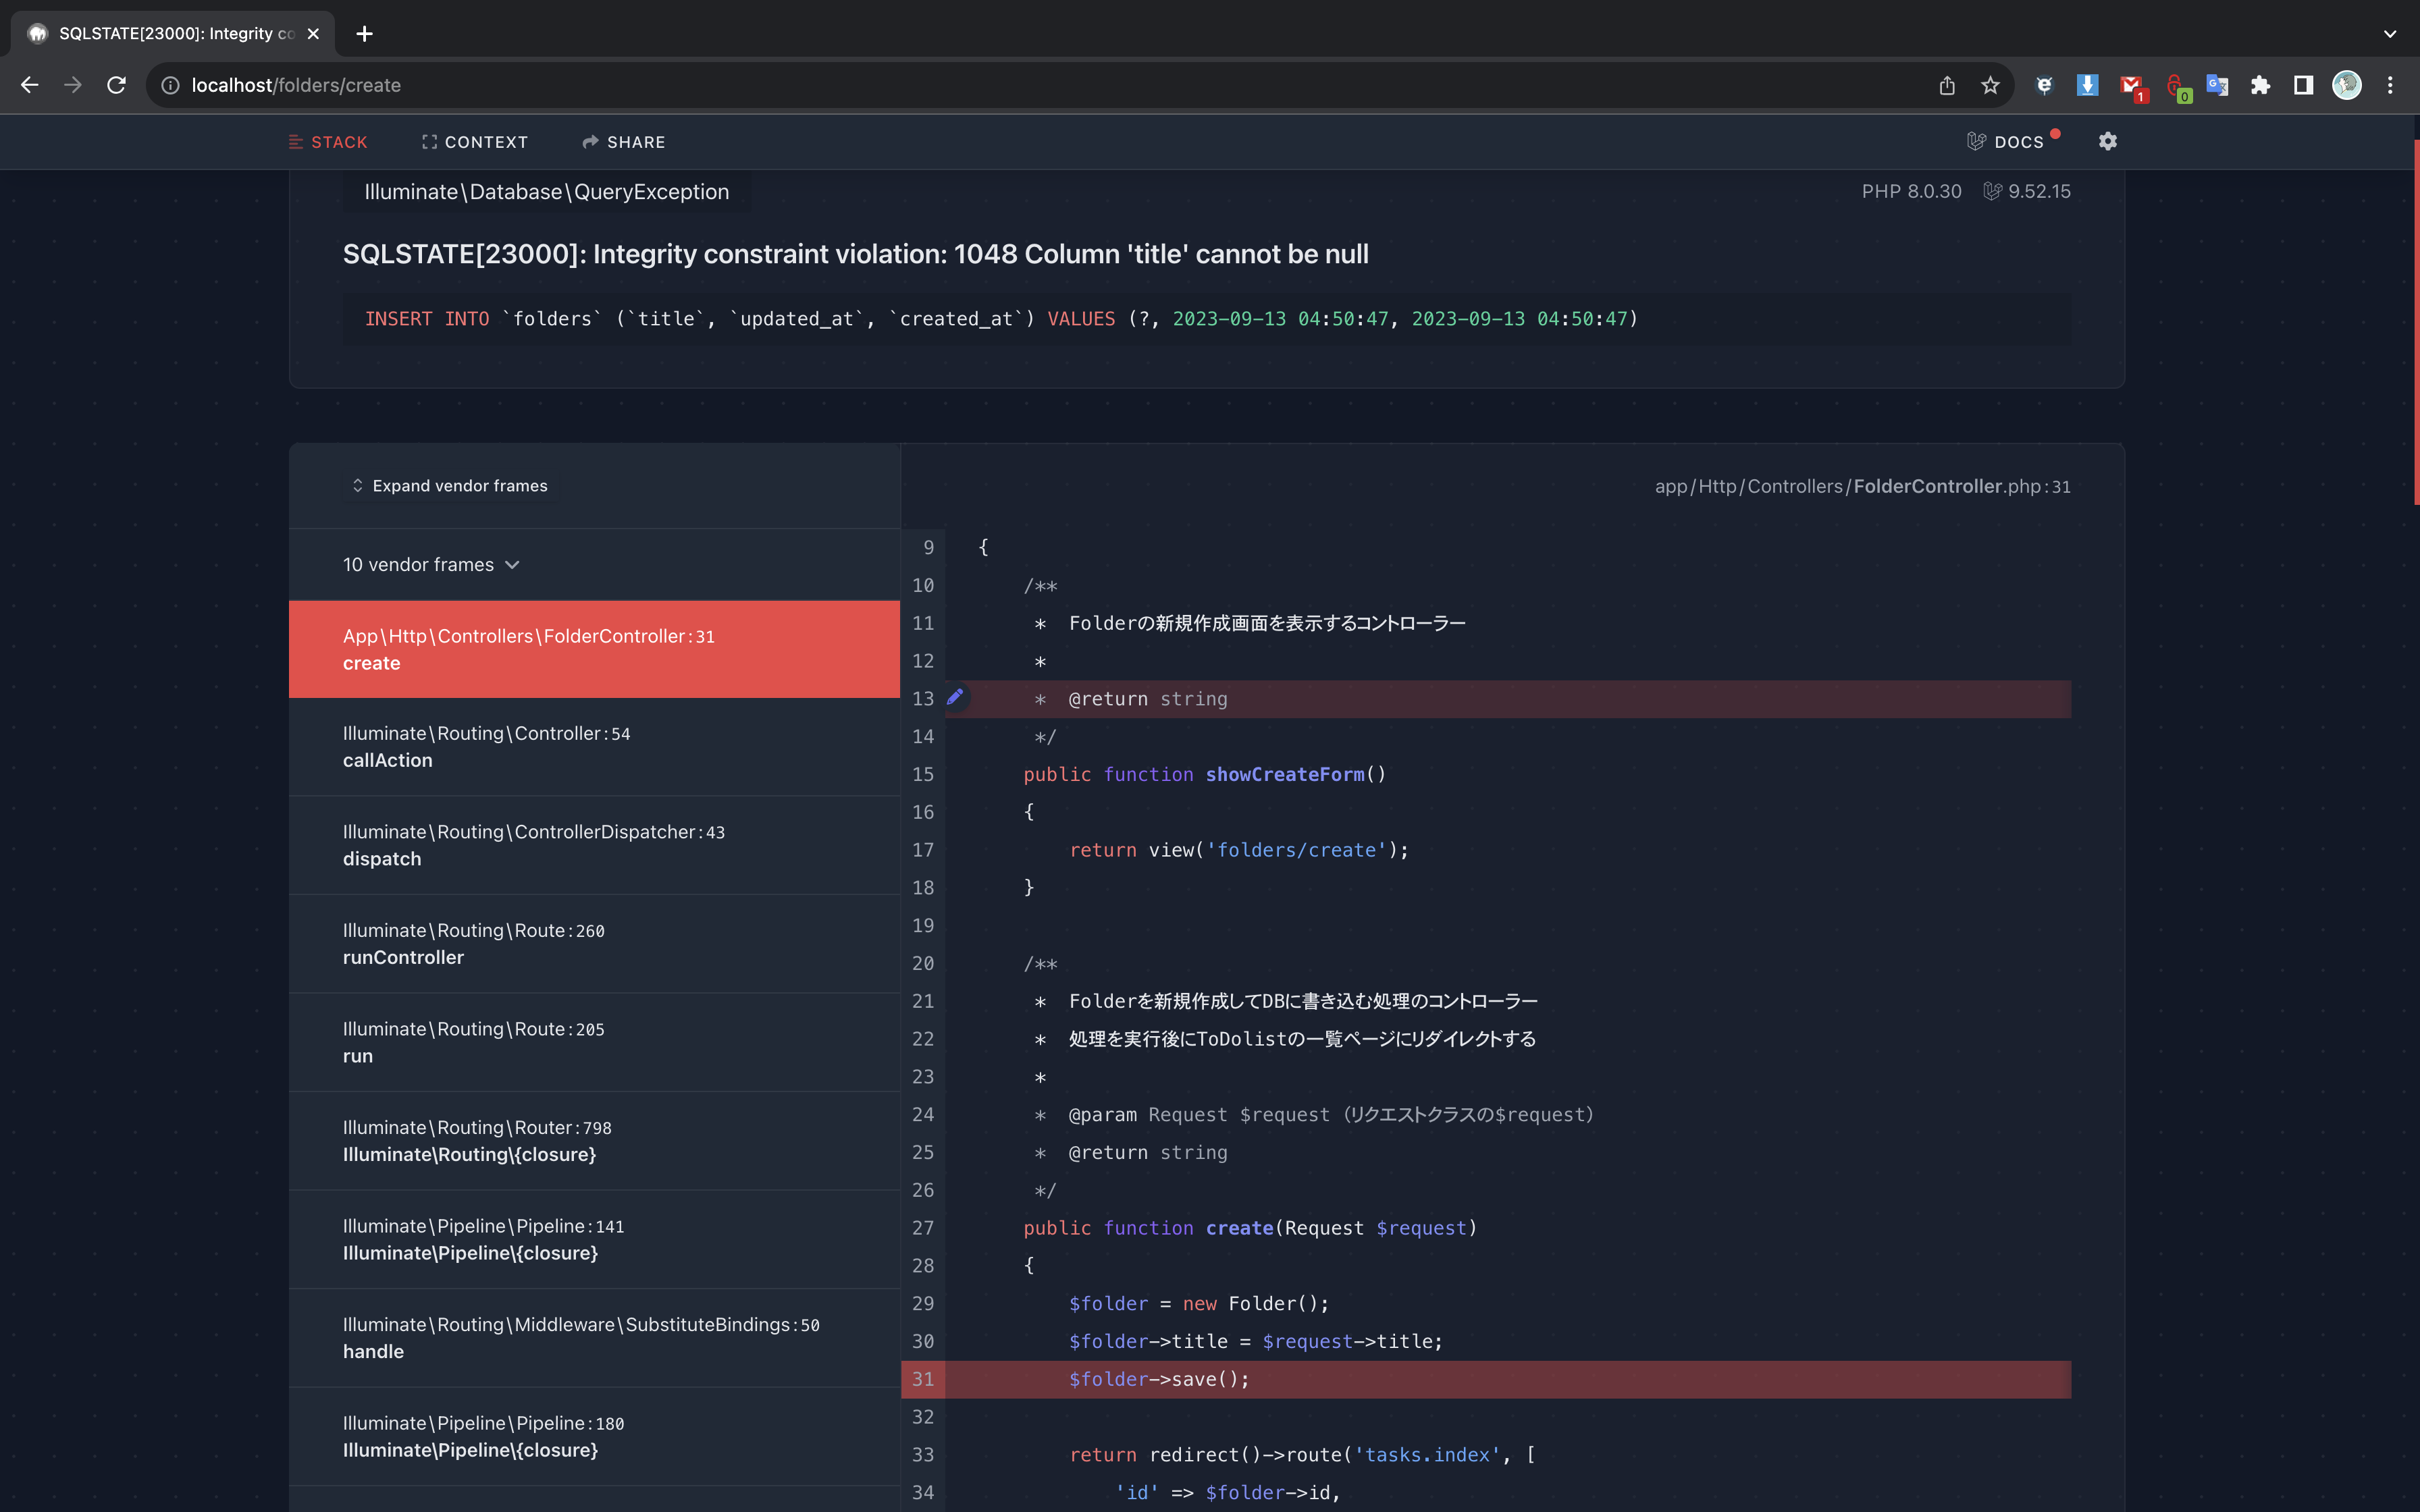 SQLSTATE[23000]: Integrity co
localhost/folders/create
1
0
STACK
CONTEXT
SHARE
DOCS
Illuminate\Database\QueryException
PHP 8.0.30
9.52.15
SQLSTATE[23000]: Integrity constraint violation: 1048 Column 'title' cannot be null
INSERT INTO `folders` (`title`, `updated_at`, `created_at`) VALUES (?, 2023-09-13 04:50:47, 2023-09-13 04:50:47)
Expand vendor frames
10 vendor frames
App\Http\Controllers\FolderController:31
create
Illuminate\Routing\Controller:54
callAction
Illuminate\Routing\ControllerDispatcher:43
dispatch
Illuminate\Routing\Route:260
runController
Illuminate\Routing\Route:205
run
Illuminate\Routing\Router:798
Illuminate\Routing\{closure}
Illuminate\Pipeline\Pipeline:141
Illuminate\Pipeline\{closure}
Illuminate\Routing\Middleware\SubstituteBindings:50
handle
Illuminate\Pipeline\Pipeline:180
Illuminate\Pipeline\{closure}
app/Http/Controllers/FolderController.php:31
9 {
10 /**
11 * Folderの新規作成画面を表示するコントローラー
12 *
13 * @return string
14 */
15 public function showCreateForm()
16 {
17 return view('folders/create');
18 }
19
20 /**
21 * Folderを新規作成してDBに書き込む処理のコントローラー
22 * 処理を実行後にToDolistの一覧ページにリダイレクトする
23 *
24 * @param Request $request（リクエストクラスの$request）
25 * @return string
26 */
27 public function create(Request $request)
28 {
29 $folder = new Folder();
30 $folder->title = $request->title;
31 $folder->save();
32
33 return redirect()->route('tasks.index', [
34 'id' => $folder->id,